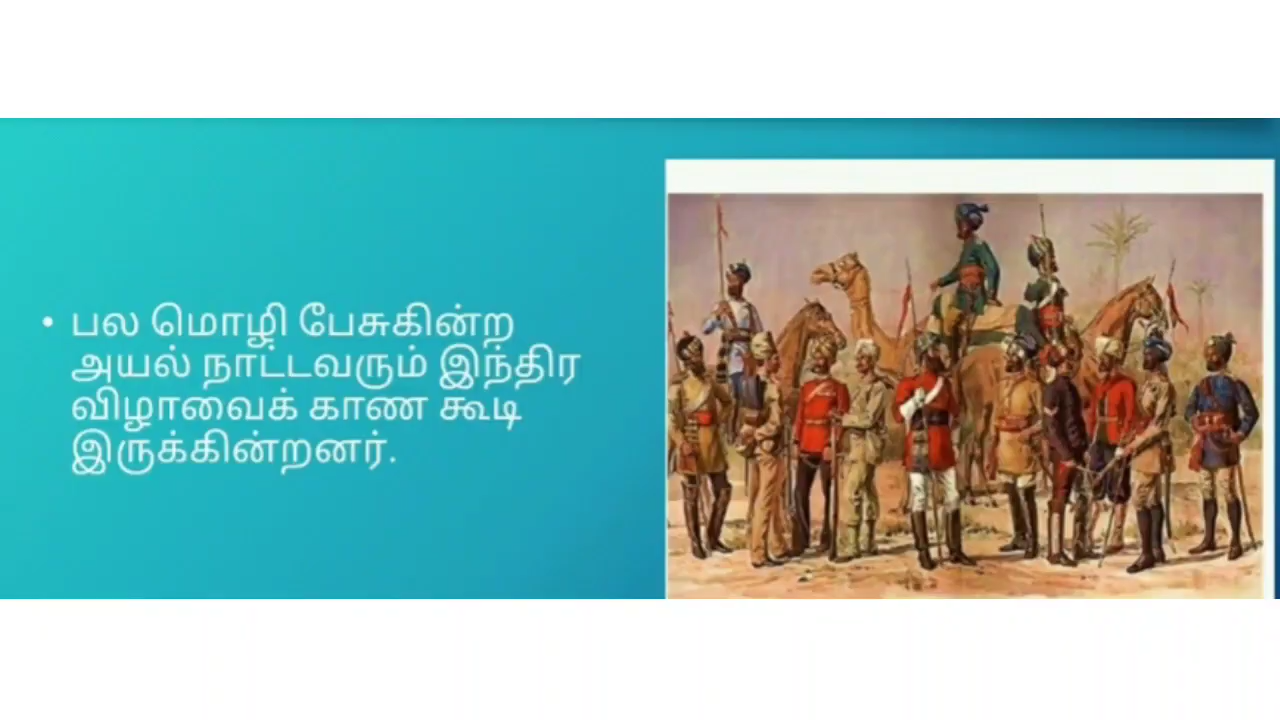 • பல மொழி பேசுகின்ற
அயல் நாட்டவரும் இந்திர
விழாவைக் காண கூடி
இருக்கின்றனர்.